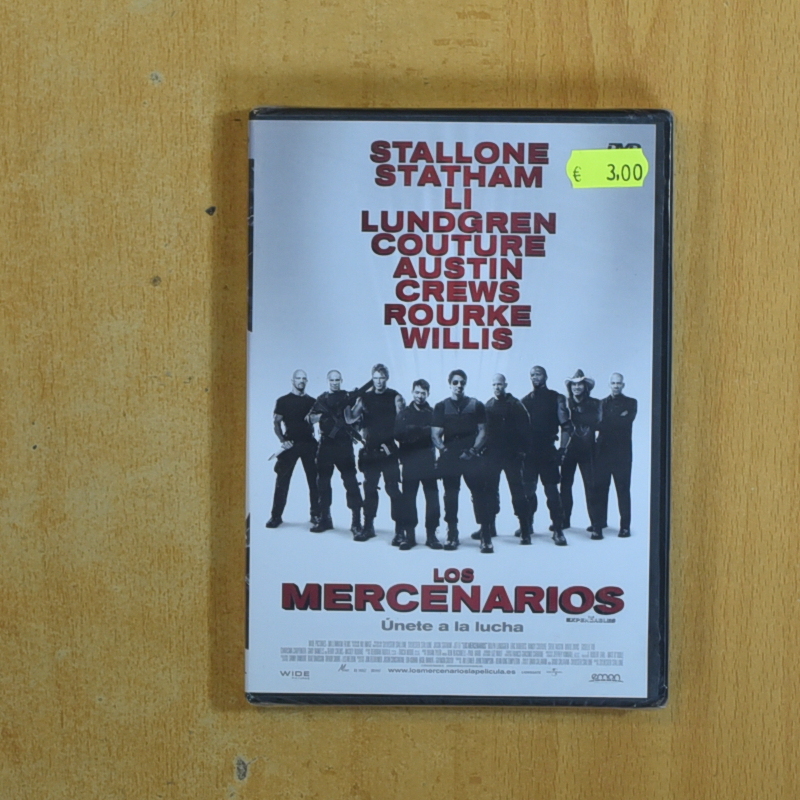 STALLONE
STATHAM
LI
LUNDGREN
COUTURE
AUSTIN
CREWS
ROURKE
WILLIS
€ 3,00
LOS
MERCENARIOS
Únete a la lucha
WIDE
www.losmercenarioslapelicula.es
emon